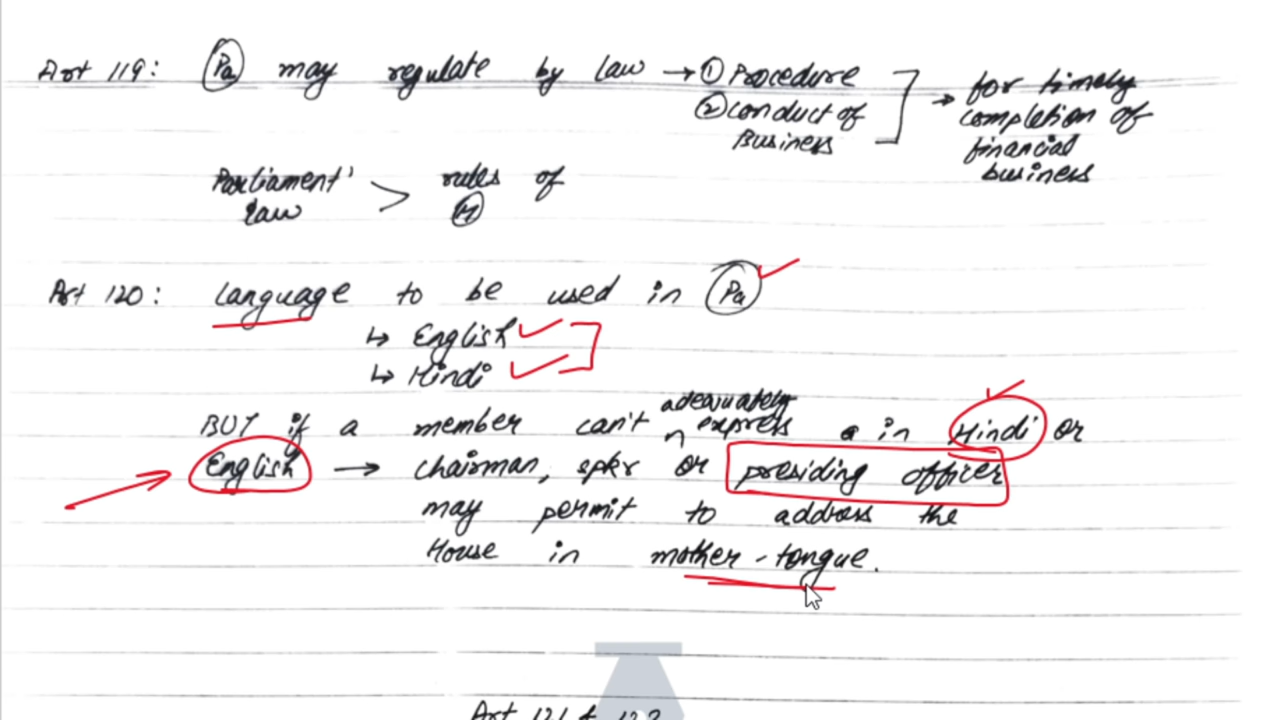 Art 119: Pa may regulate by law → ① Procedure
② Conduct of
Business
→ for timely
completion of
financial
business
Parliament'
law > rules of
H
Art 120: Language to be used in Pa
↳ English
↳ Hindi
BUT if a member can't adequately express in Hindi or
English → chairman, spkr or presiding officer
may permit to address the
House in mother-tongue.
Art 121 &